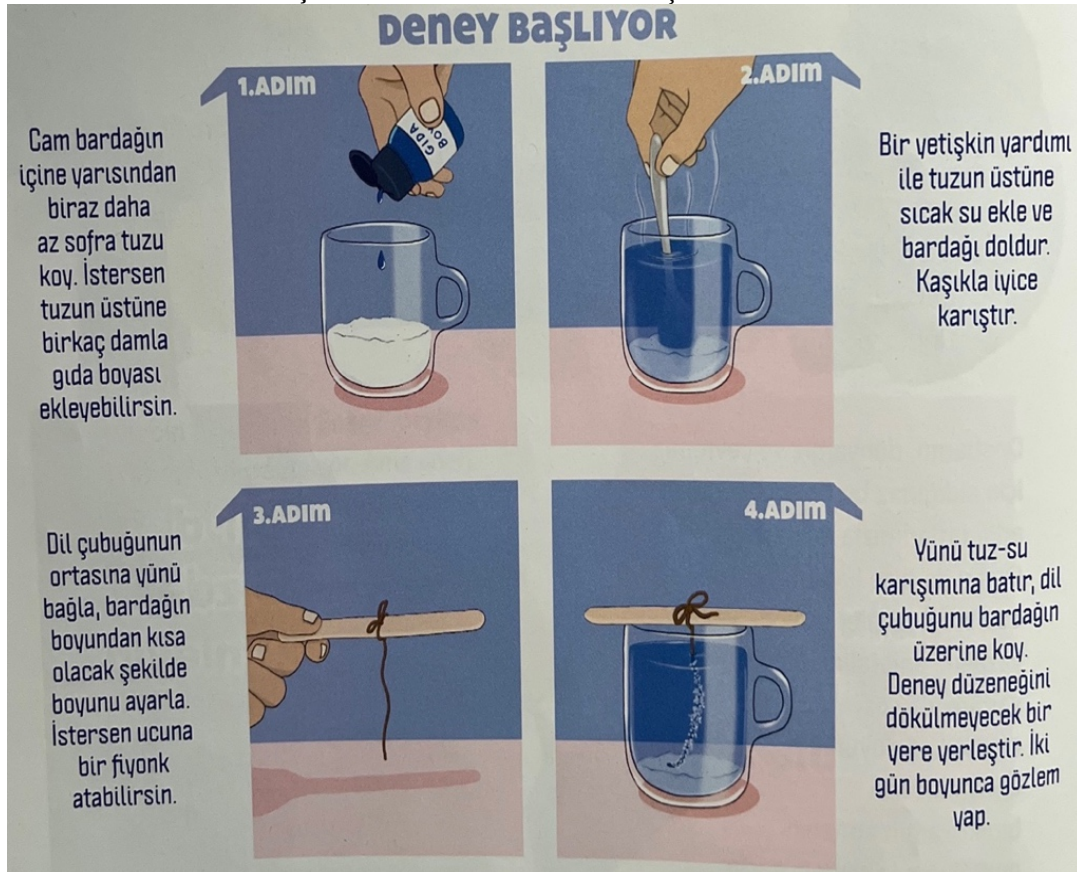 DENEY BAŞLIYOR
1.ADIM
Cam bardağın
içine yarısından
biraz daha
az sofra tuzu
koy. İstersen
tuzun üstüne
birkaç damla
gıda boyası
ekleyebilirsin.
GIDA
BOY
2.ADIM
Bir yetişkin yardımı
ile tuzun üstüne
sıcak su ekle ve
bardağı doldur.
Kaşıkla iyice
karıştır.
3.ADIM
Dil çubuğunun
ortasına yünü
bağla, bardağın
boyundan kısa
olacak şekilde
boyunu ayarla.
İstersen ucuna
bir fiyonk
atabilirsin.
4.ADIM
Yünü tuz-su
karışımına batır, dil
çubuğunu bardağın
üzerine koy.
Deney düzeneğini
dökülmeyecek bir
yere yerleştir. İki
gün boyunca gözlem
yap.